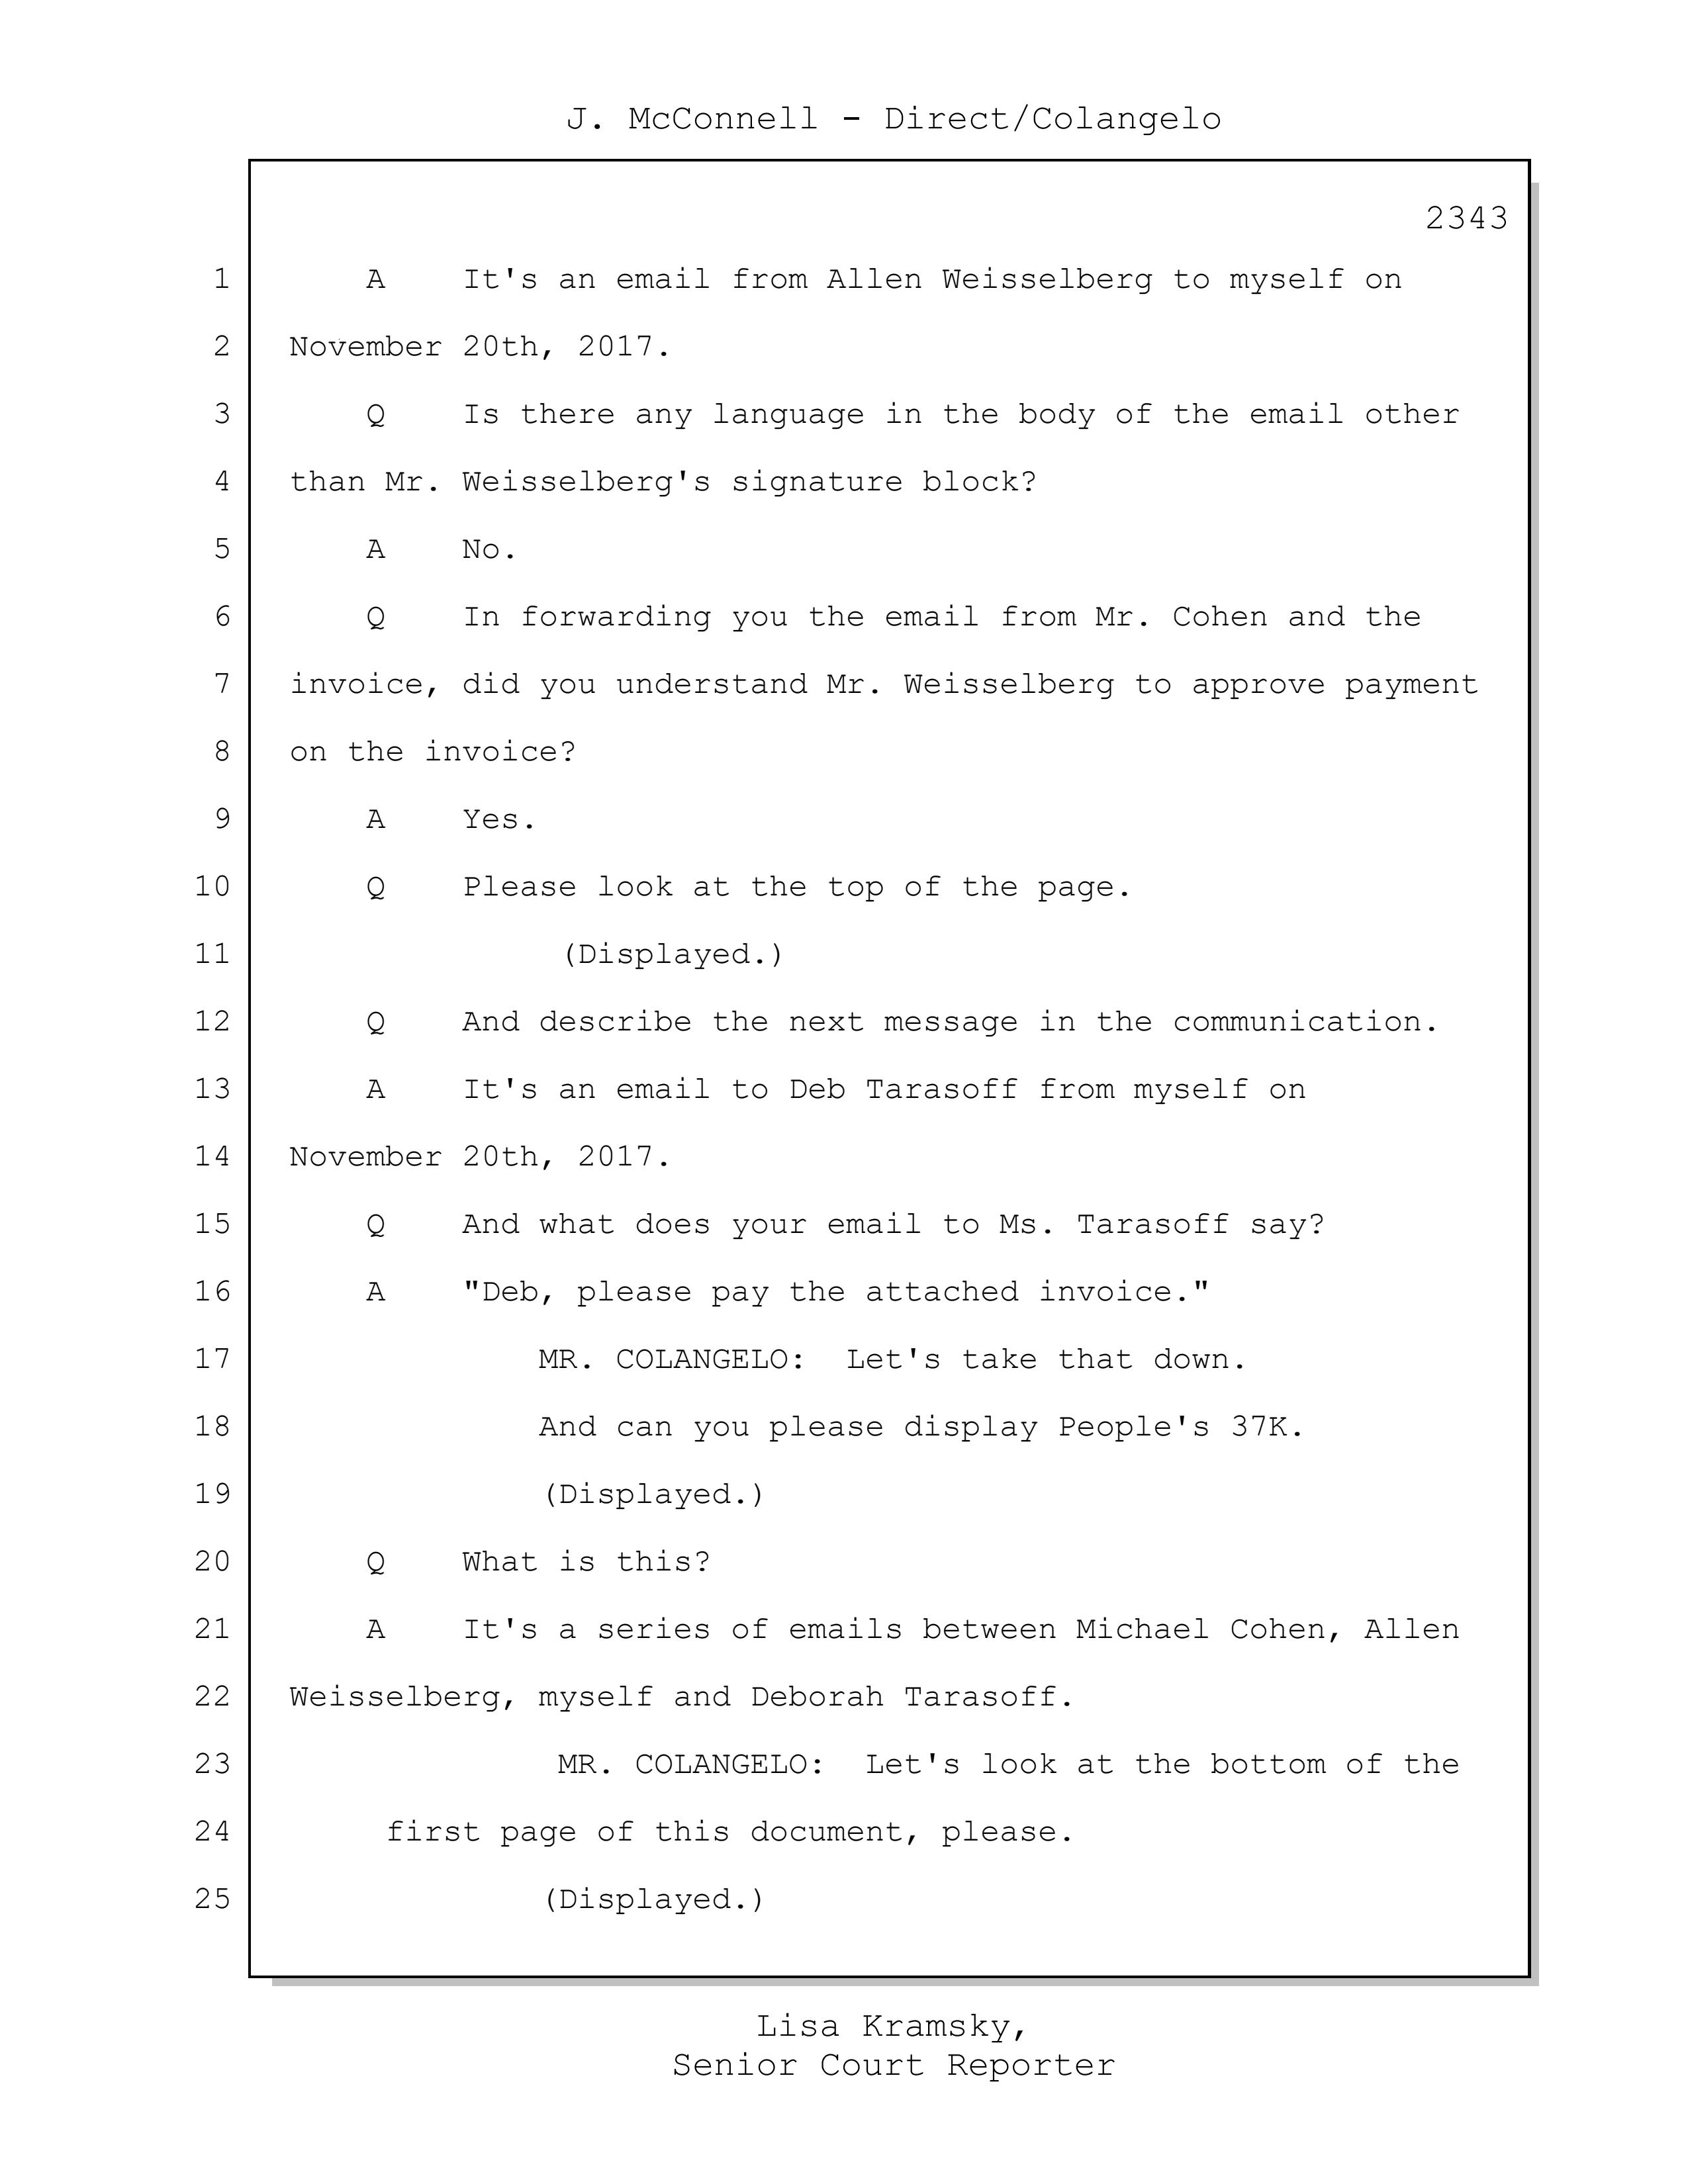 J. McConnell - Direct/Colangelo
2343
1 A It's an email from Allen Weisselberg to myself on
2 November 20th, 2017.
3 Q Is there any language in the body of the email other
4 than Mr. Weisselberg's signature block?
5 A No.
6 Q In forwarding you the email from Mr. Cohen and the
7 invoice, did you understand Mr. Weisselberg to approve payment
8 on the invoice?
9 A Yes.
10 Q Please look at the top of the page.
11 (Displayed.)
12 Q And describe the next message in the communication.
13 A It's an email to Deb Tarasoff from myself on
14 November 20th, 2017.
15 Q And what does your email to Ms. Tarasoff say?
16 A "Deb, please pay the attached invoice."
17 MR. COLANGELO: Let's take that down.
18 And can you please display People's 37K.
19 (Displayed.)
20 Q What is this?
21 A It's a series of emails between Michael Cohen, Allen
22 Weisselberg, myself and Deborah Tarasoff.
23 MR. COLANGELO: Let's look at the bottom of the
24 first page of this document, please.
25 (Displayed.)
Lisa Kramsky,
Senior Court Reporter